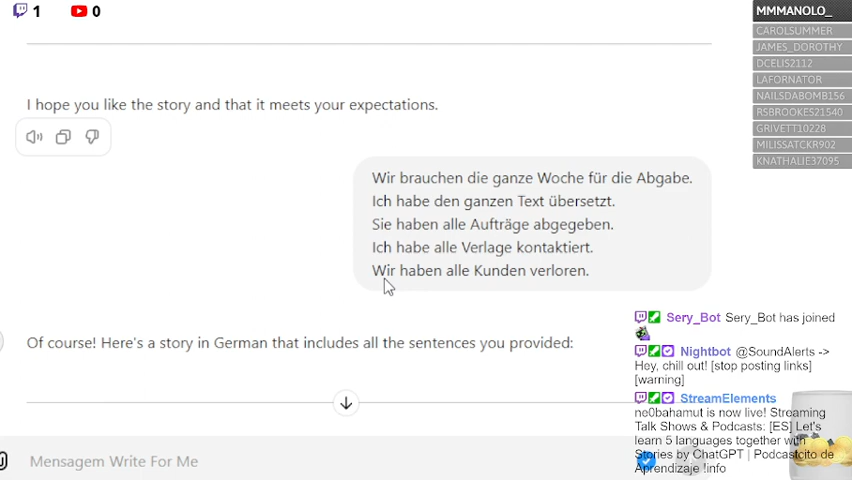 1
0
MMMANOLO_
CAROLSUMMER
JAMES_DOROTHY
DCELIS2112
LAFORNATOR
NAILSDABOMB156
RSBROOKES21540
GRIVETT10228
MILISSATCKR902
KNATHALIE37095
I hope you like the story and that it meets your expectations.
Wir brauchen die ganze Woche für die Abgabe.
Ich habe den ganzen Text übersetzt.
Sie haben alle Aufträge abgegeben.
Ich habe alle Verlage kontaktiert.
Wir haben alle Kunden verloren.
Of course! Here's a story in German that includes all the sentences you provided:
Mensagem Write For Me
Sery_Bot Sery_Bot has joined
Nightbot @SoundAlerts ->
Hey, chill out! [stop posting links]
[warning]
StreamElements
ne0bahamut is now live! Streaming
Talk Shows & Podcasts: [ES] Let's
learn 5 languages together with
Stories by ChatGPT | Podcastcito de
Aprendizaje !info